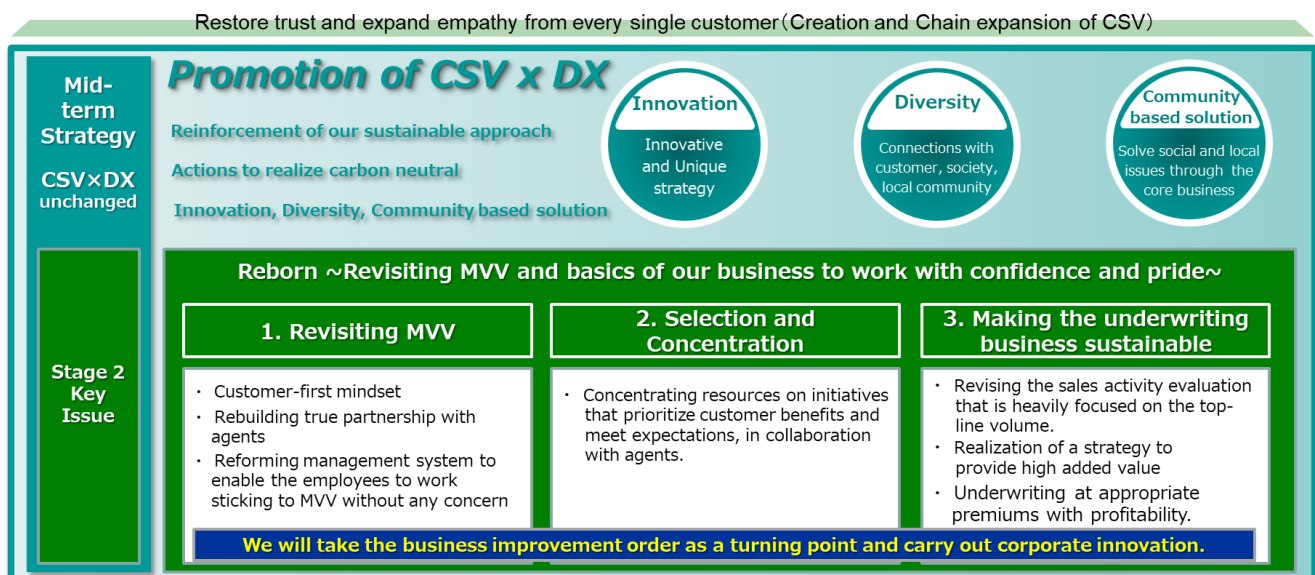 Restore trust and expand empathy from every single customer（Creation and Chain expansion of CSV）
Mid-
term
Strategy
CSV×DX
unchanged
Promotion of CSV x DX
Reinforcement of our sustainable approach
Actions to realize carbon neutral
Innovation, Diversity, Community based solution
Innovation
Innovative
and Unique
strategy
Diversity
Connections with
customer, society,
local community
Community
based solution
Solve social and local
issues through the
core business
Stage 2
Key
Issue
Reborn ~Revisiting MVV and basics of our business to work with confidence and pride~
1. Revisiting MVV
・ Customer-first mindset
・ Rebuilding true partnership with
agents
・ Reforming management system to
enable the employees to work
sticking to MVV without any concern
2. Selection and
Concentration
・ Concentrating resources on initiatives
that prioritize customer benefits and
meet expectations, in collaboration
with agents.
3. Making the underwriting
business sustainable
・ Revising the sales activity evaluation
that is heavily focused on the top-
line volume.
・ Realization of a strategy to
provide high added value
・ Underwriting at appropriate
premiums with profitability.
We will take the business improvement order as a turning point and carry out corporate innovation.